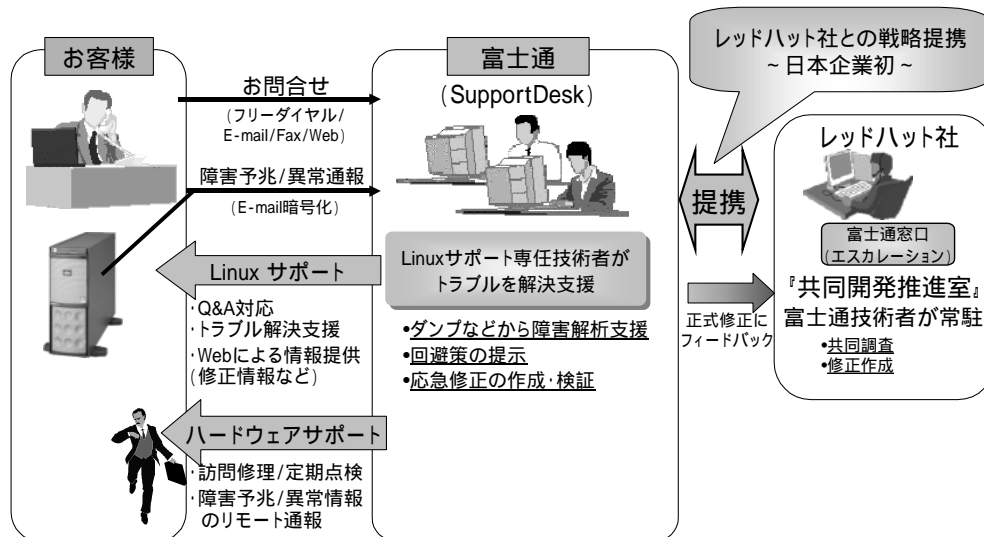 お客様
お問合せ
(フリーダイヤル/
E-mail/Fax/Web)
障害予兆/異常通報
(E-mail暗号化)
Linux サポート
・Q&A対応
・トラブル解決支援
・Webによる情報提供
(修正情報など)
ハードウェアサポート
・訪問修理/定期点検
・障害予兆/異常情報
のリモート通報
富士通
(SupportDesk)
Linuxサポート専任技術者が
トラブルを解決支援
•ダンプなどから障害解析支援
•回避策の提示
•応急修正の作成・検証
レッドハット社との戦略提携
~日本企業初~
提携
正式修正に
フィードバック
レッドハット社
富士通窓口
(エスカレーション)
『共同開発推進室』
富士通技術者が常駐
•共同調査
•修正作成